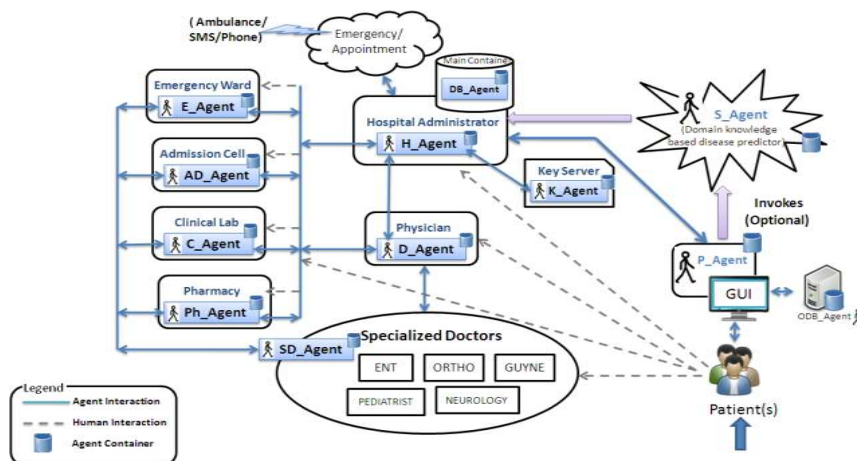 ( Ambulance/
SMS/Phone)
Emergency/
Appointment
Main Container
DB_Agent
Emergency Ward
E_Agent
Hospital Administrator
H_Agent
S_Agent
(Domain knowledge
based disease predictor)
Admission Cell
AD_Agent
Key Server
K_Agent
Invokes
(Optional)
Clinical Lab
C_Agent
Physician
D_Agent
P_Agent
GUI
ODB_Agent
Pharmacy
Ph_Agent
Specialized Doctors
SD_Agent
ENT
ORTHO
GUYNE
PEDIATRIST
NEUROLOGY
Patient(s)
Legend
Agent Interaction
Human Interaction
Agent Container